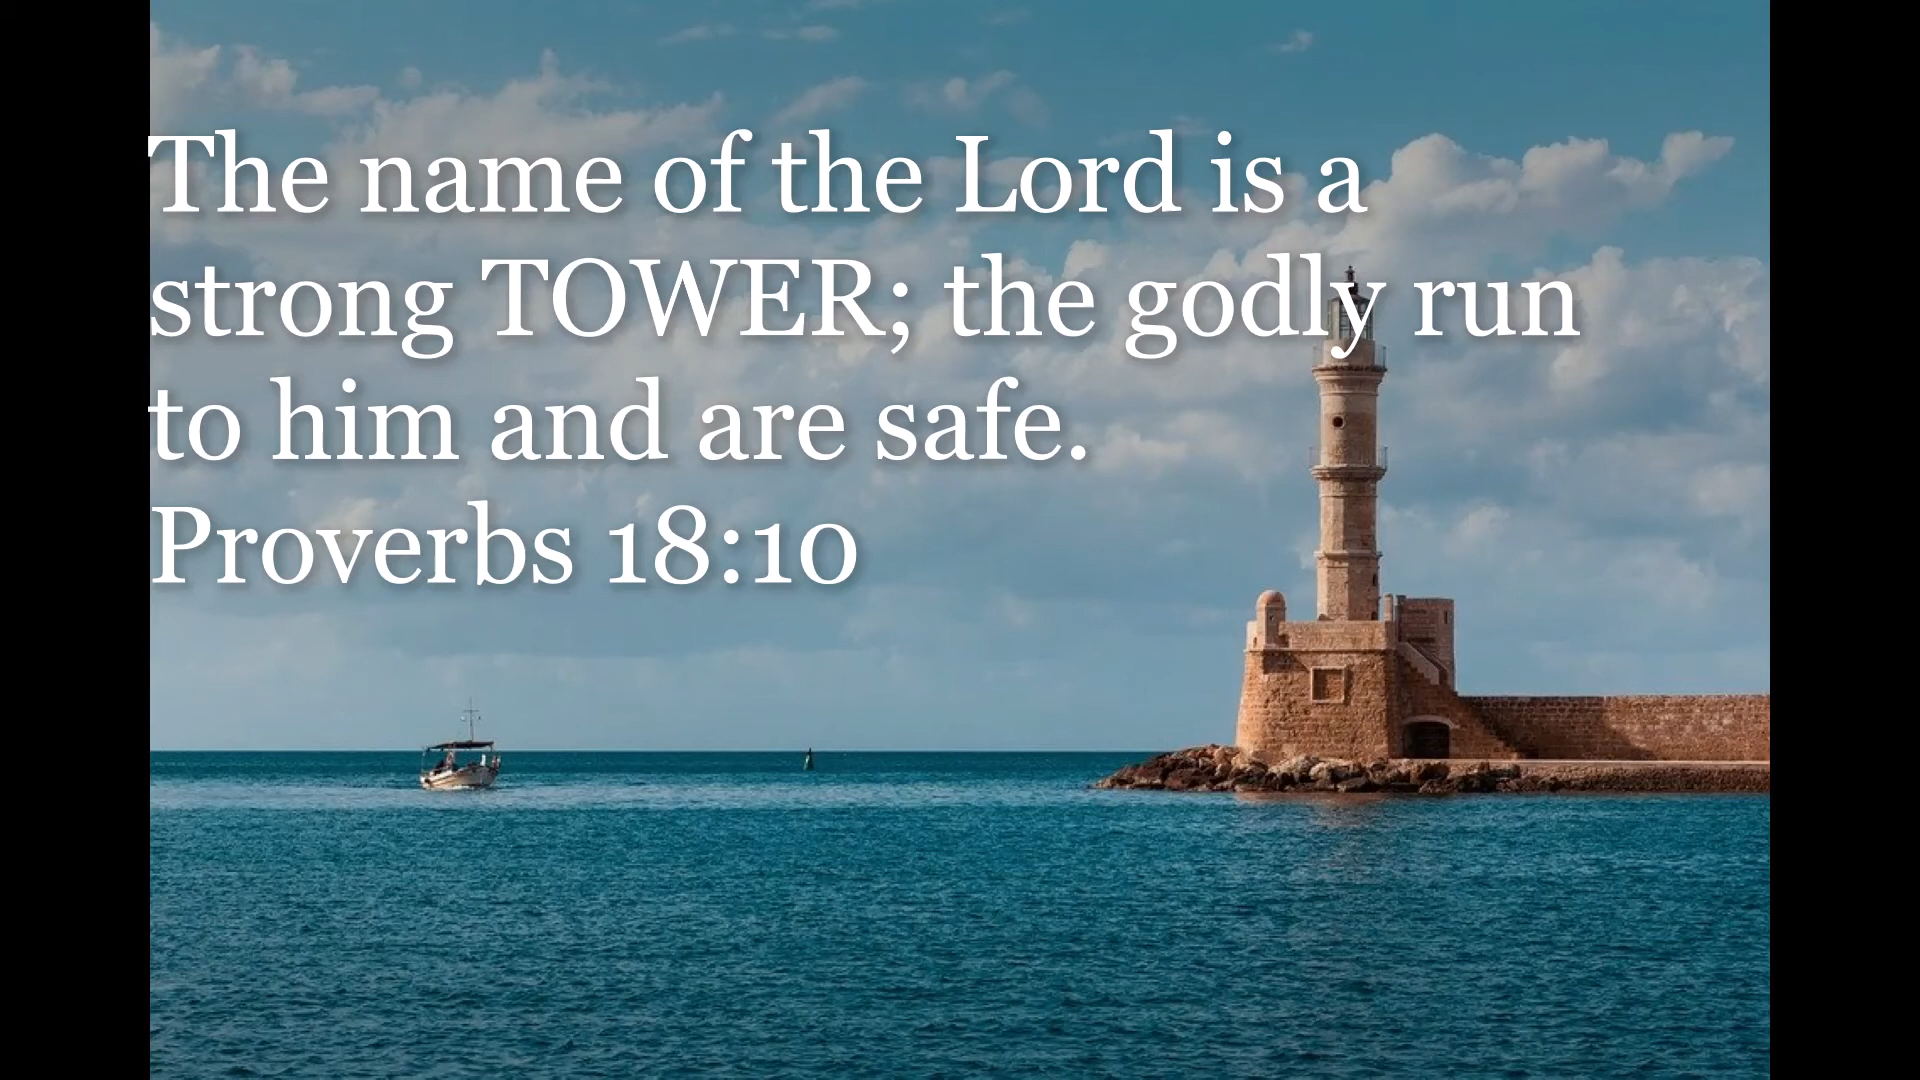 The name of the Lord is a
strong TOWER; the godly run
to him and are safe.
Proverbs 18:10